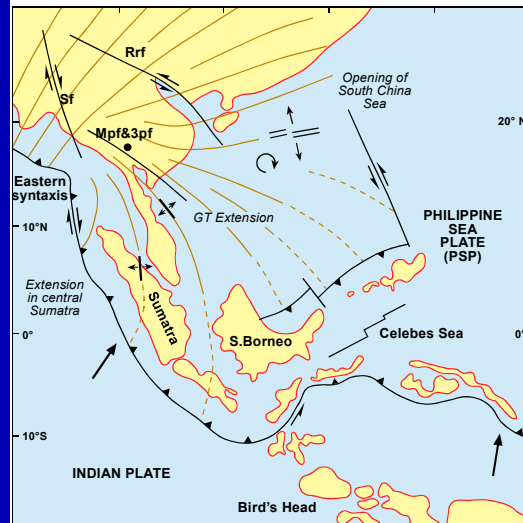 Rrf
Opening of
South China
Sea
Sf
20° N
Mpf&3pf
Eastern
syntaxis
GT Extension
10°N
PHILIPPINE
SEA
PLATE
(PSP)
Extension
in central
Sumatra
Sumatra
0°
S.Borneo
Celebes Sea
0°
10°S
INDIAN PLATE
Bird's Head